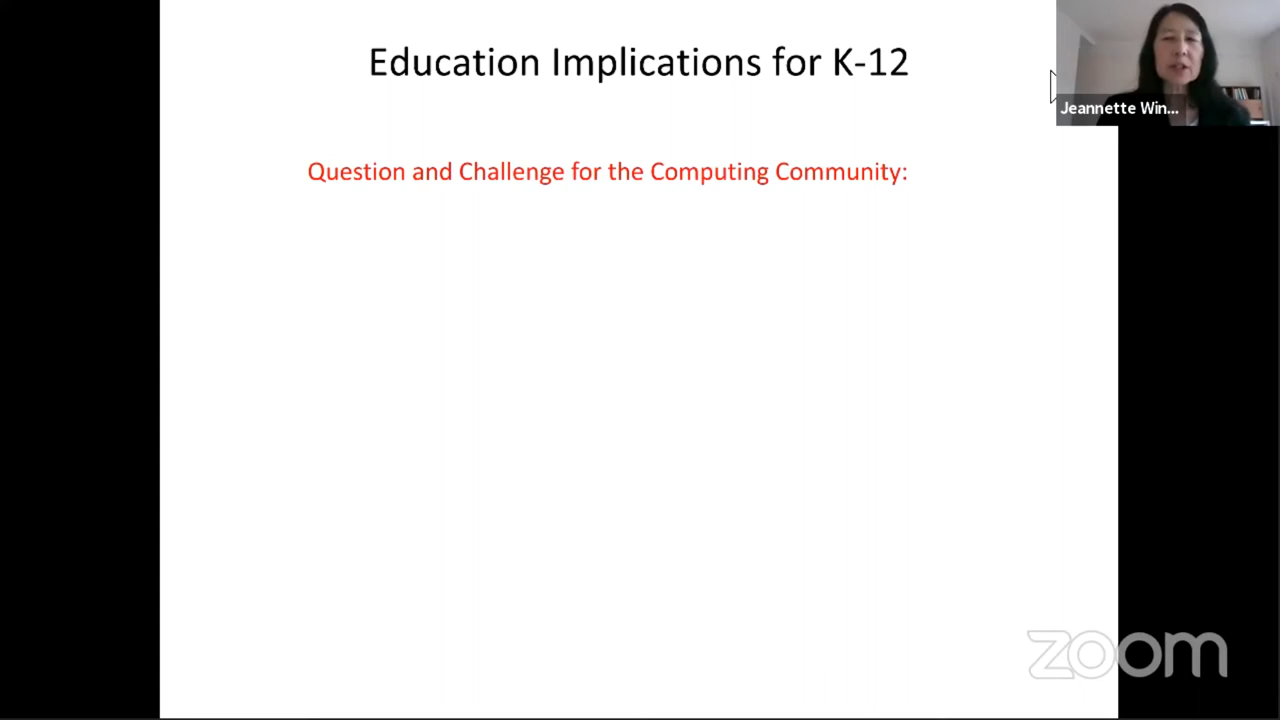 Education Implications for K-12
Jeannette Win...
Question and Challenge for the Computing Community:
zoom